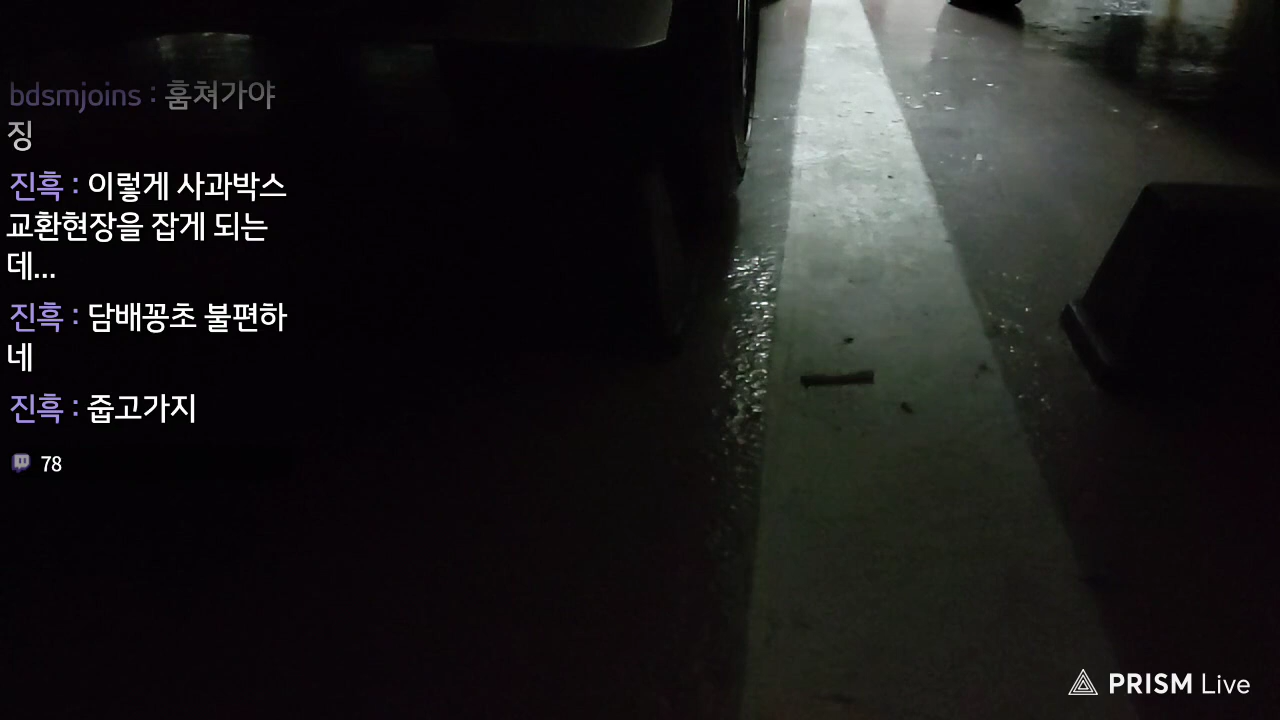 bdsmjoins : 훔쳐가야
징
진흑 : 이렇게 사과박스
교환현장을 잡게 되는
데...
진흑 : 담배꽁초 불편하
네
진흑 : 줍고가지
78
PRISM Live